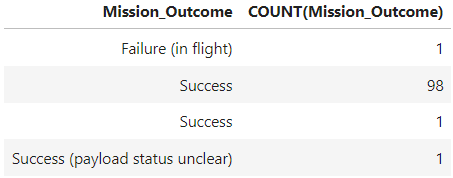 Mission_Outcome COUNT(Mission_Outcome)
Failure (in flight) 1
Success 98
Success 1
Success (payload status unclear) 1